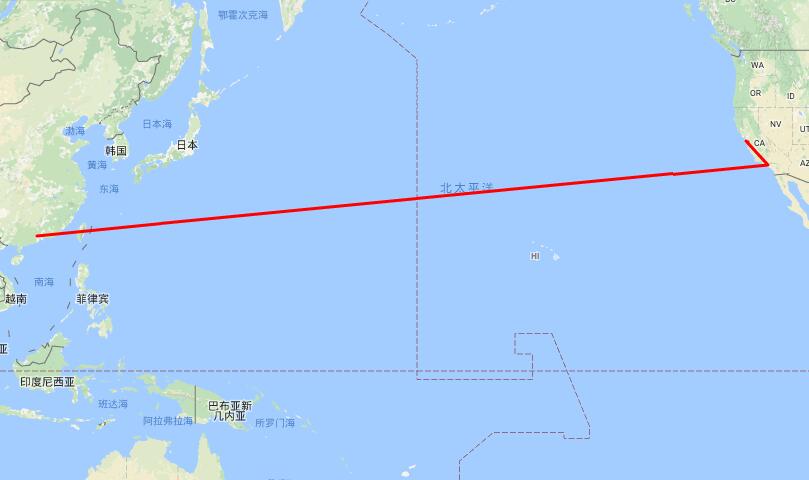 鄂霍次克海
WA
OR
ID
日本海
渤海
NV
UT
韩国
日本
CA
黄海
AZ
东海
北太平洋
HI
南海
越南
菲律宾
亚
印度尼西亚
班达海
巴布亚新
几内亚
阿拉弗拉海
所罗门海